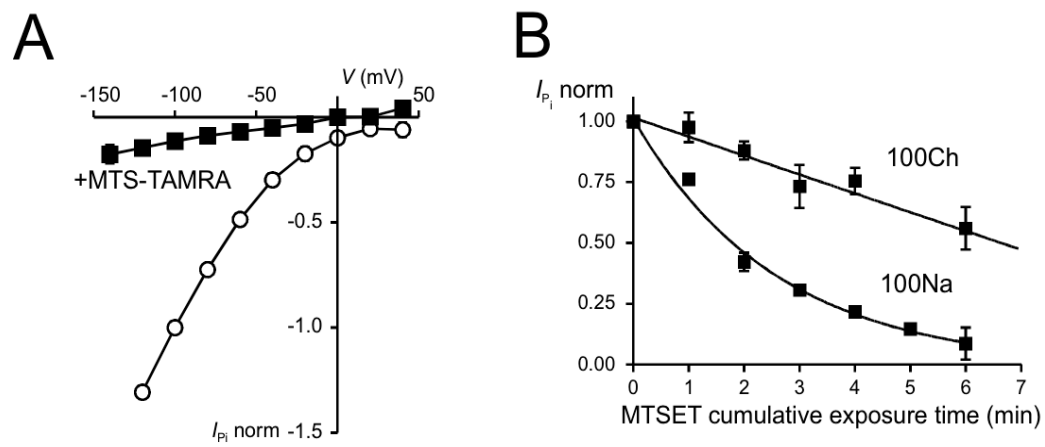 A
V (mV)
-150 -100 -50 50
+MTS-TAMRA
-0.5
-1.0
I_Pi norm -1.5
B
I_Pi norm
1.00
100Ch
0.75
0.50
100Na
0.25
0.00
0 1 2 3 4 5 6 7
MTSET cumulative exposure time (min)